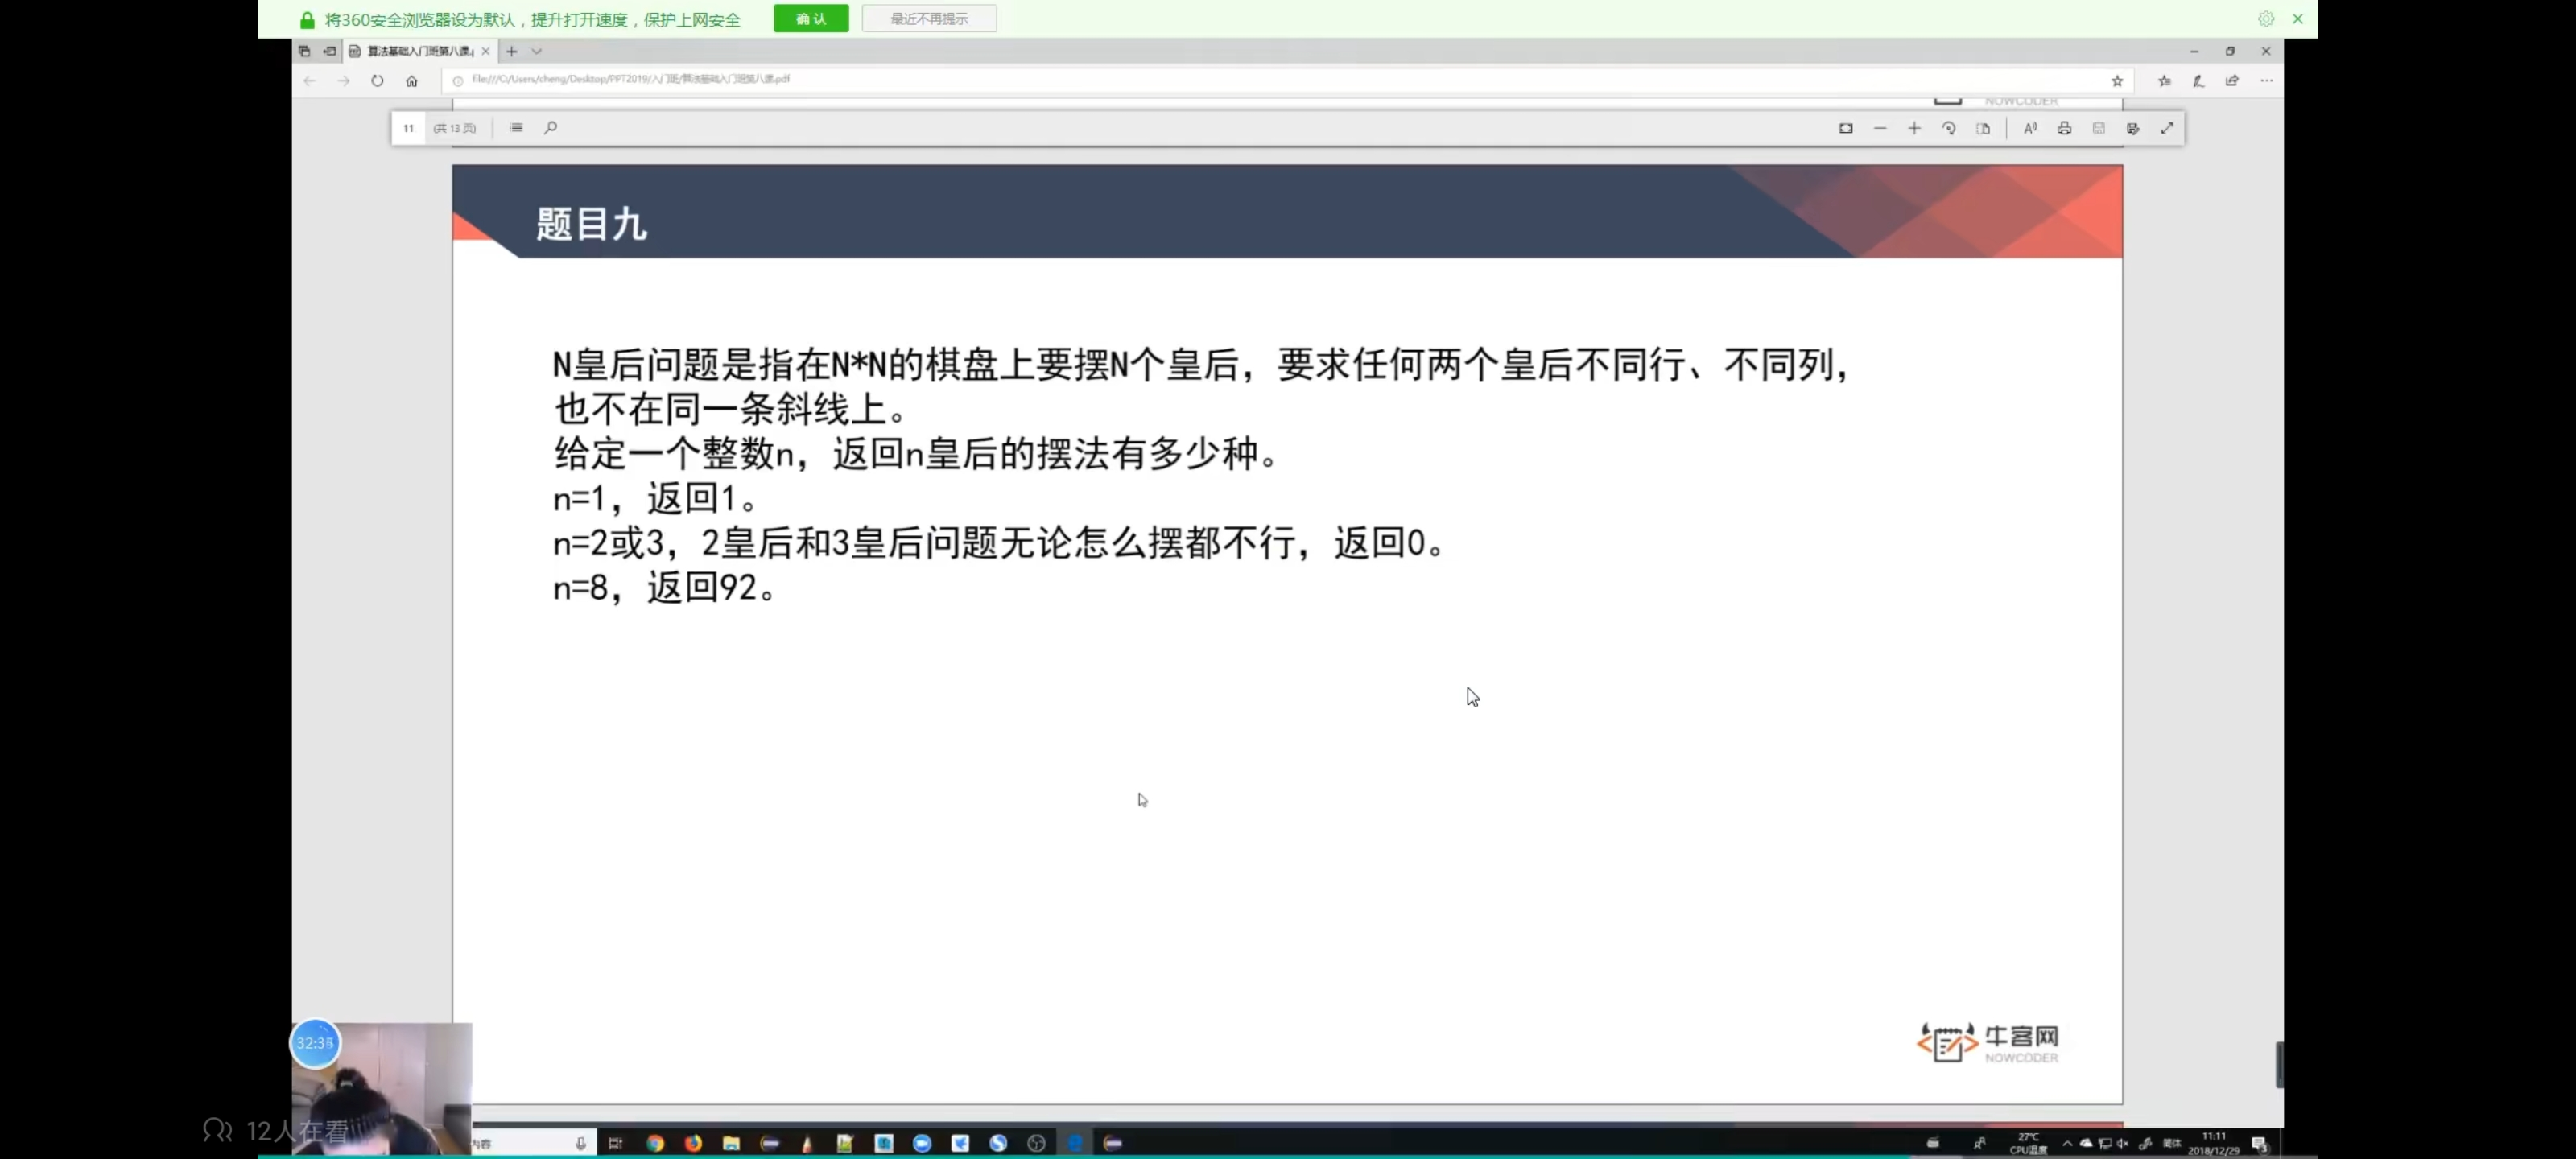 将360安全浏览器设为默认，提升打开速度，保护上网安全
确认
最近不再提示
算法基础入门班第八课.p
file:///C:/Users/cheng/Desktop/PPT2019/入门班/算法基础入门班第八课.pdf
NOWCODER
11 (共 13 页)
题目九
N皇后问题是指在N*N的棋盘上要摆N个皇后，要求任何两个皇后不同行、不同列，
也不在同一条斜线上。
给定一个整数n，返回n皇后的摆法有多少种。
n=1，返回1。
n=2或3，2皇后和3皇后问题无论怎么摆都不行，返回0。
n=8，返回92。
牛客网
NOWCODER
32:35
12人在看
内容
27℃
CPU温度
简体
11:11
2018/12/29